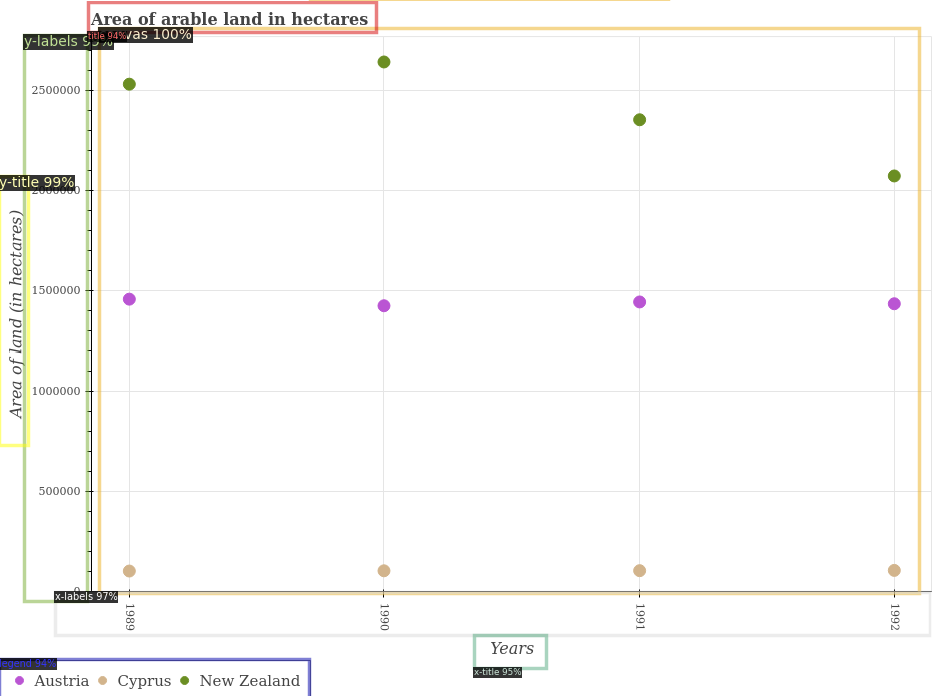 Area of arable land in hectares
title 94%
vas 100%
y-labels 99%
2500000
y-title 99%
2000000
Area of land (in hectares)
1500000
1000000
500000
0
x-labels 97%
1989
1990
1991
1992
Years
x-title 95%
legend 94%
Austria
Cyprus
New Zealand